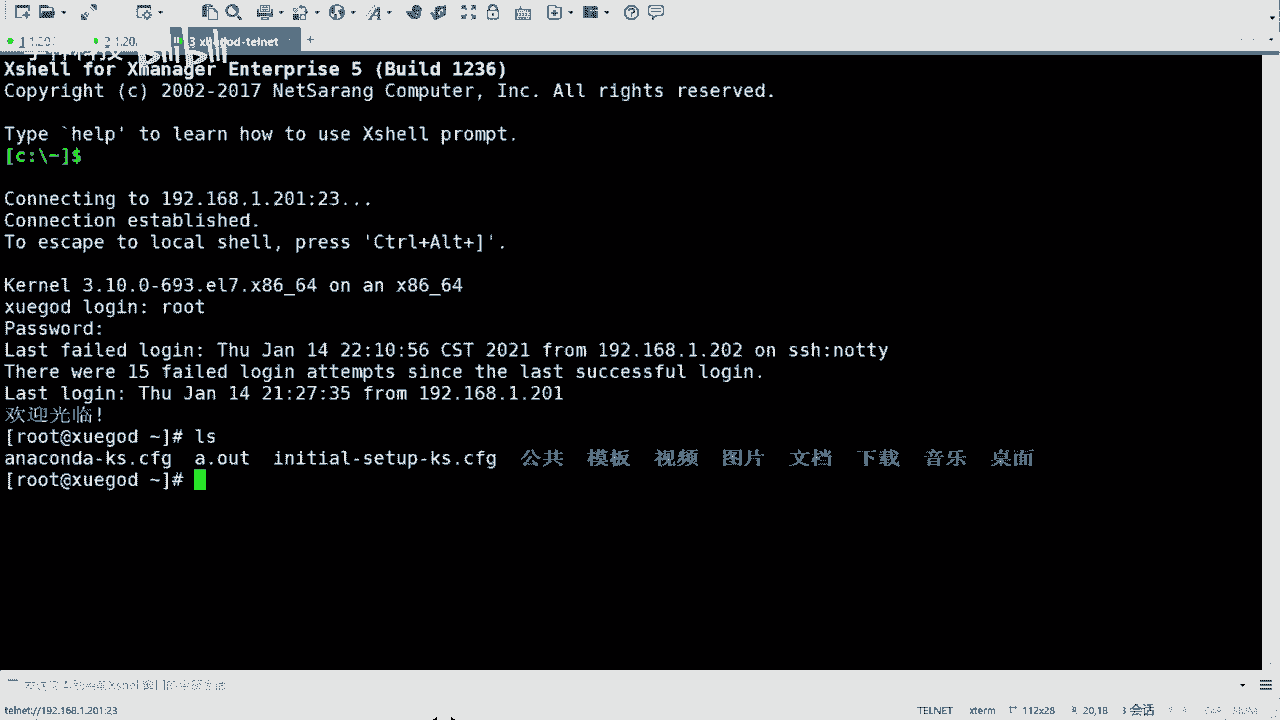 3 xuegod-telnet
Xshell for Xmanager Enterprise 5 (Build 1236)
Copyright (c) 2002-2017 NetSarang Computer, Inc. All rights reserved.
Type `help' to learn how to use Xshell prompt.
[c:\~]$
Connecting to 192.168.1.201:23...
Connection established.
To escape to local shell, press 'Ctrl+Alt+]'.
Kernel 3.10.0-693.el7.x86_64 on an x86_64
xuegod login: root
Password:
Last failed login: Thu Jan 14 22:10:56 CST 2021 from 192.168.1.202 on ssh:notty
There were 15 failed login attempts since the last successful login.
Last login: Thu Jan 14 21:27:35 from 192.168.1.201
欢迎光临!
[root@xuegod ~]# ls
anaconda-ks.cfg a.out initial-setup-ks.cfg 公共 模板 视频 图片 文档 下载 音乐 桌面
[root@xuegod ~]#
telnet://192.168.1.201:23 TELNET xterm 112x28 20,18 3 会话